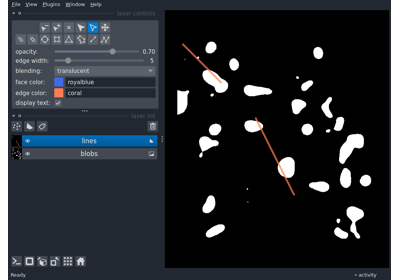 File View Plugins Window Help
layer controls
opacity: 0.70
edge width: 5
blending: translucent
face color: royalblue
edge color: coral
display text:
layer list
lines
blobs
Ready
activity